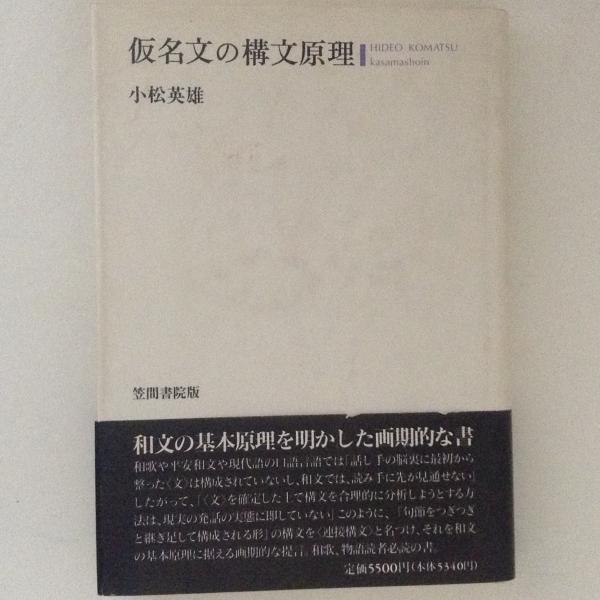 仮名文の構文原理
HIDEO KOMATSU
kasamashoin
小松英雄
笠間書院版
和文の基本原理を明かした画期的な書
和歌や平安和文や現代語の口語言語では「話し手の脳裏に最初から
整った〈文〉は構成されていないし、和文では、読み手に先が見通せない」
したがって、「〈文〉を確定した上で構文を合理的に分析しようとする方
法は、現実の発話の実態に即していない」このように、「句節をつぎつぎ
と継ぎ足して構成される形」の構文を〈連接構文〉と名づけ、それを和文
の基本原理に据える画期的な提言。和歌、物語読者必読の書。
定価5500円(本体5340円)